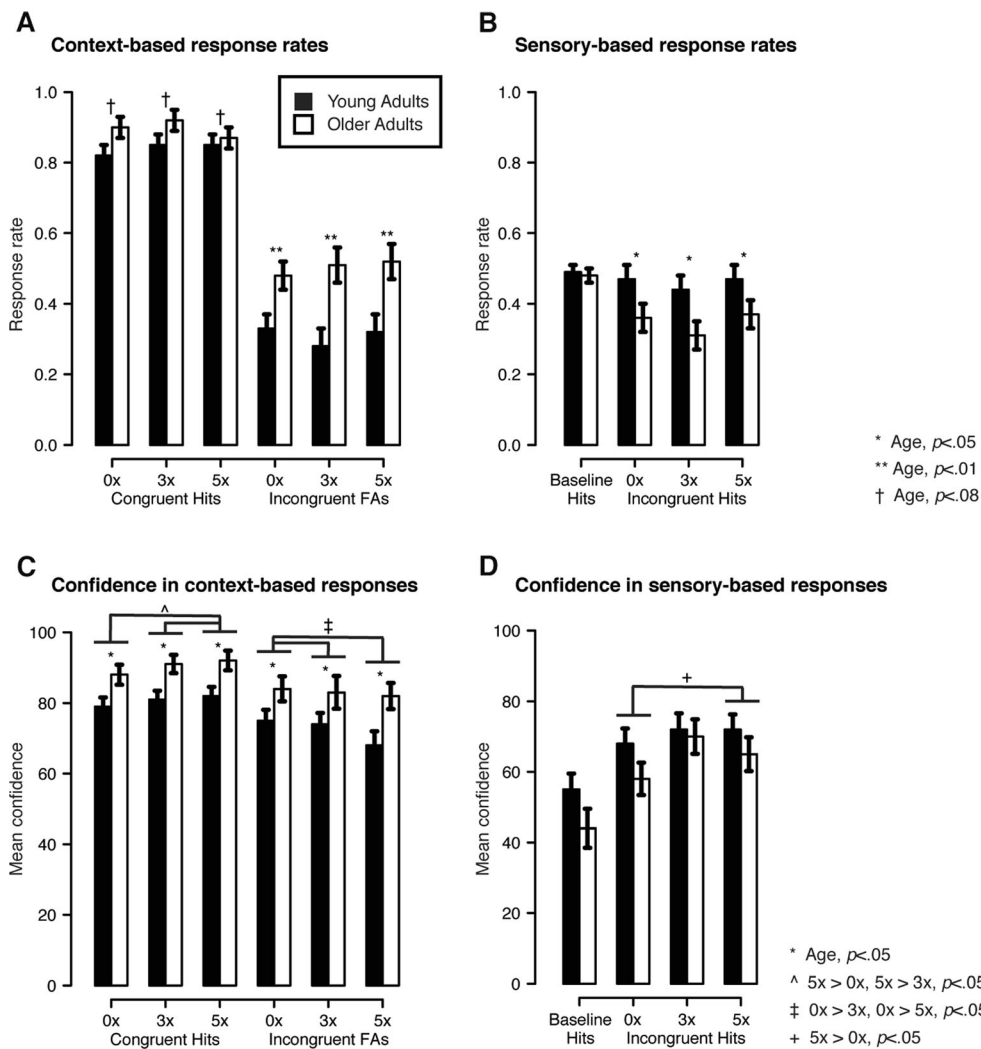 A
Context-based response rates
Young Adults
Older Adults
Response rate
1.0
0.8
0.6
0.4
0.2
0.0
† † †
** ** **
0x 3x 5x 0x 3x 5x
Congruent Hits Incongruent FAs
B
Sensory-based response rates
Response rate
1.0
0.8
0.6
0.4
0.2
0.0
* * *
Baseline Hits 0x 3x 5x
Incongruent Hits
* Age, p<.05
** Age, p<.01
† Age, p<.08
C
Confidence in context-based responses
Mean confidence
100
80
60
40
20
0
^ ‡
* * * * * *
0x 3x 5x 0x 3x 5x
Congruent Hits Incongruent FAs
D
Confidence in sensory-based responses
Mean confidence
100
80
60
40
20
0
+
Baseline Hits 0x 3x 5x
Incongruent Hits
* Age, p<.05
^ 5x > 0x, 5x > 3x, p<.05
‡ 0x > 3x, 0x > 5x, p<.05
+ 5x > 0x, p<.05